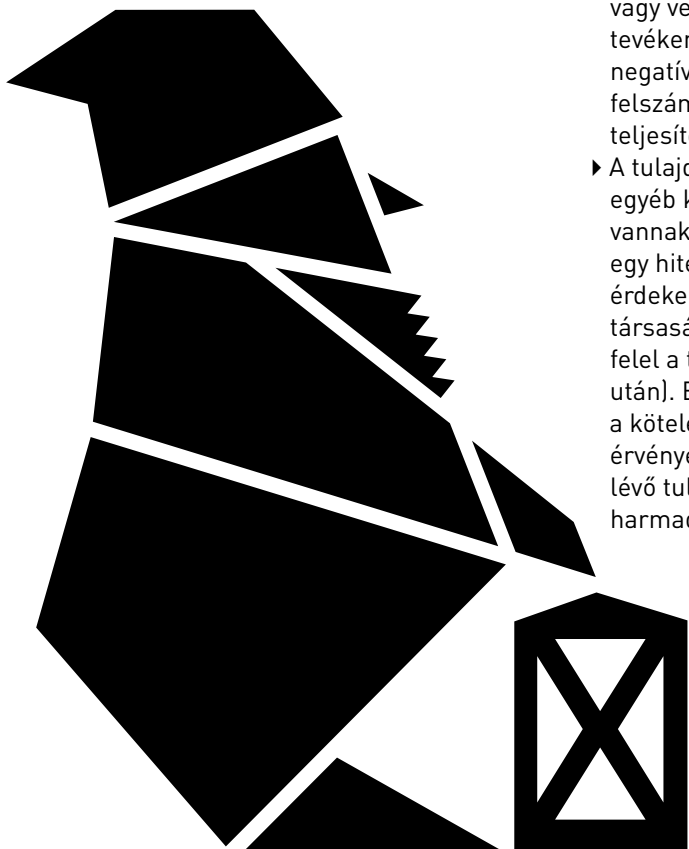 vagy ve
tevéken
negatív
felszán
teljesít
A tulajd
egyéb k
vannak
egy hite
érdeke
társasá
felel a t
után). E
a kötele
érvénye
lévő tul
harmad